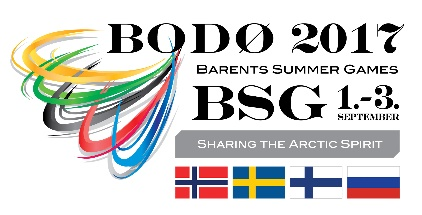 BODØ 2017
BARENTS SUMMER GAMES
BSG 1.-3.
SEPTEMBER
SHARING THE ARCTIC SPIRIT